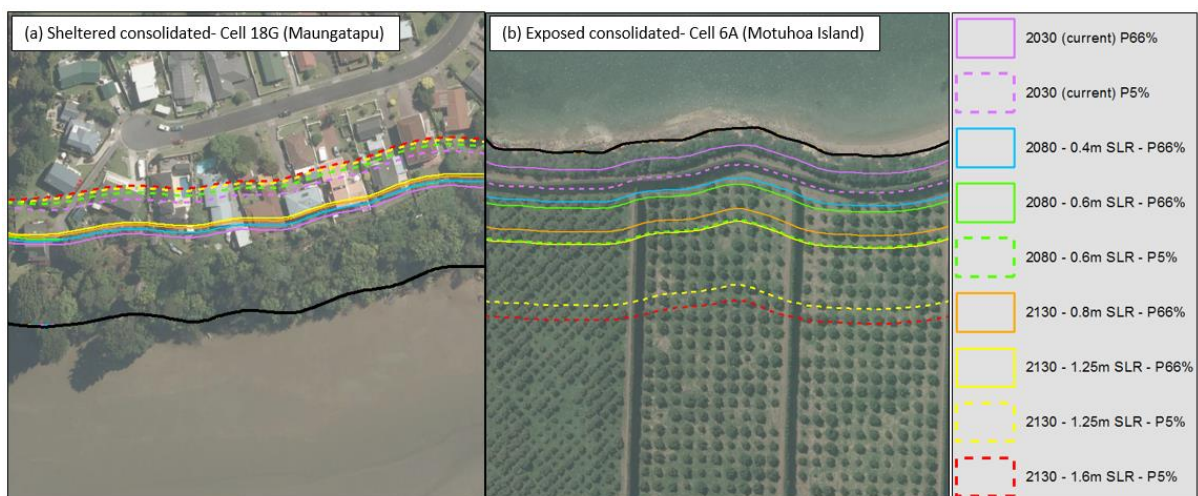 (a) Sheltered consolidated- Cell 18G (Maungatapu)
(b) Exposed consolidated- Cell 6A (Motuhoa Island)
2030 (current) P66%
2030 (current) P5%
2080 - 0.4m SLR - P66%
2080 - 0.6m SLR - P66%
2080 - 0.6m SLR - P5%
2130 - 0.8m SLR - P66%
2130 - 1.25m SLR - P66%
2130 - 1.25m SLR - P5%
2130 - 1.6m SLR - P5%